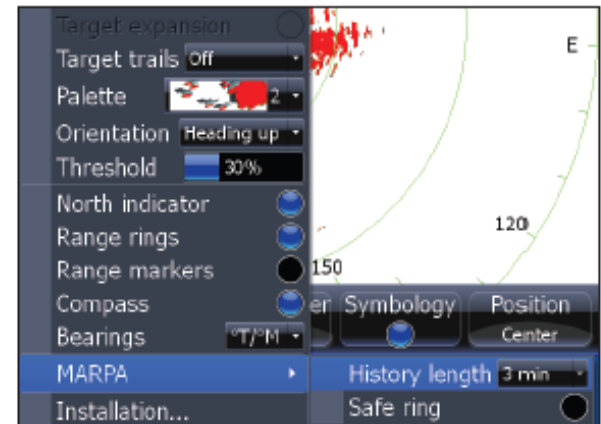 Target expansion
Target trails Off
Palette 2
Orientation Heading up
Threshold 30%
North indicator
Range rings
Range markers
Compass
Bearings °T/°M
MARPA
Installation...
E
120
150
er Symbology Position
Center
History length 3 min
Safe ring